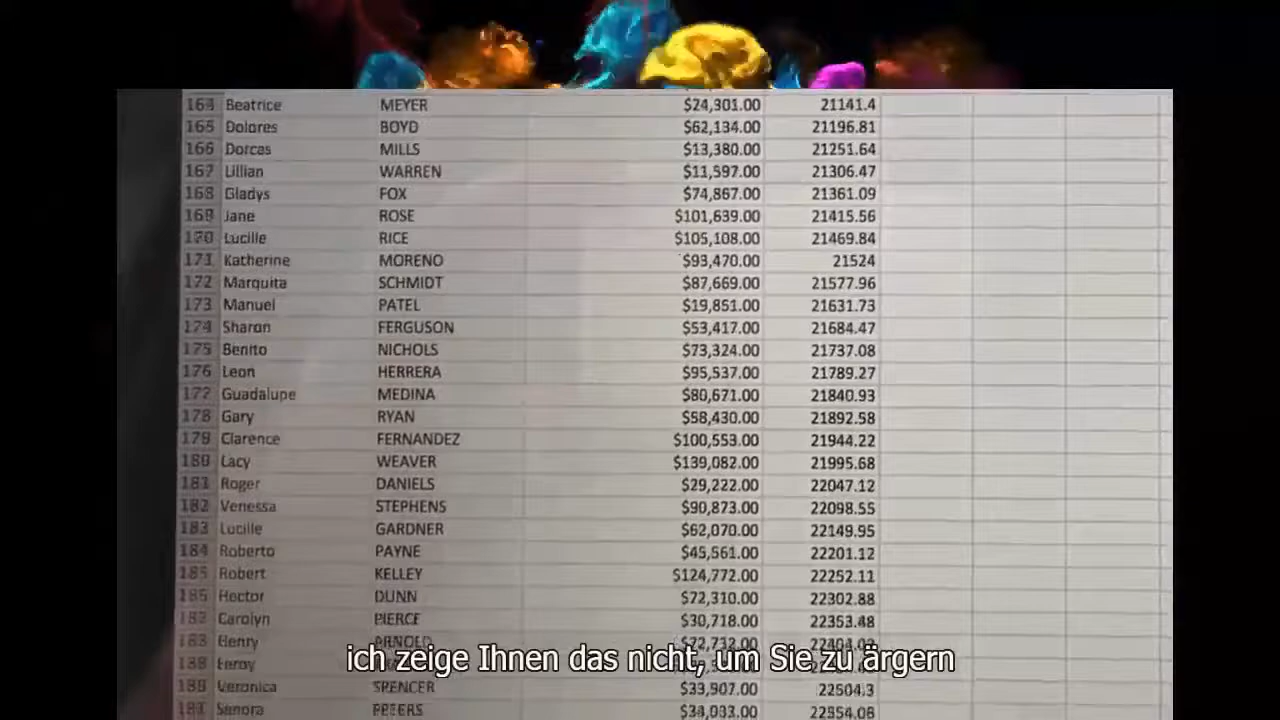 164 Beatrice MEYER $24,301.00 21141.4
165 Dolores BOYD $62,134.00 21196.81
166 Dorcas MILLS $13,380.00 21251.64
167 Lillian WARREN $11,597.00 21306.47
168 Gladys FOX $74,867.00 21361.09
169 Jane ROSE $101,639.00 21415.56
170 Lucille RICE $105,108.00 21469.84
171 Katherine MORENO $93,470.00 21524
172 Marquita SCHMIDT $87,669.00 21577.96
173 Manuel PATEL $19,851.00 21631.73
174 Sharon FERGUSON $53,417.00 21684.47
175 Benito NICHOLS $73,324.00 21737.08
176 Leon HERRERA $95,537.00 21789.27
177 Guadalupe MEDINA $80,671.00 21840.93
178 Gary RYAN $58,430.00 21892.58
179 Clarence FERNANDEZ $100,553.00 21944.22
180 Lacy WEAVER $139,082.00 21995.68
181 Roger DANIELS $29,222.00 22047.12
182 Venessa STEPHENS $90,873.00 22098.55
183 Lucille GARDNER $62,070.00 22149.95
184 Roberto PAYNE $45,561.00 22201.12
185 Robert KELLEY $124,772.00 22252.11
Hector DUNN $72,310.00 22302.88
Carolyn PIERCE $30,718.00 22353.48
Henry ARNOLD $72,732.00
Leroy
ich zeige Ihnen das nicht, um Sie zu ärgern
Veronica SPENCER $33,907.00 22504.3
PETERS 22554.08